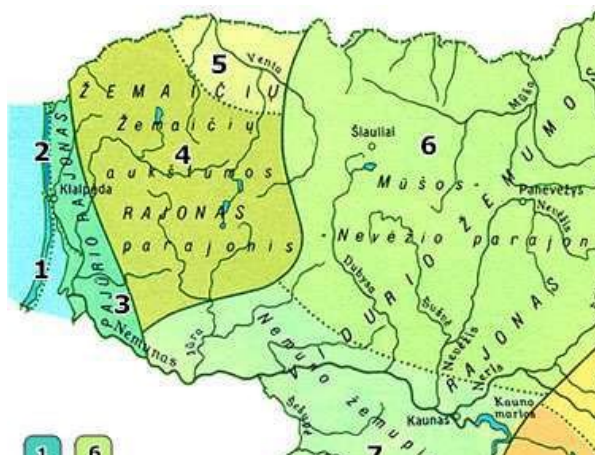 5
Venta
ŽEMAIČIŲ
Žemaičių
Mūša
Šiauliai
6
2
4
Klaipėda
PAJŪRIO RAJONAS
aukštumos
Mūšos-
Panevėžys
Nevėžis
RAJONAS
parajonis
-Nevėžio parajon
1
Dubysa
Šušvė
3
Nemunas
Jūra
Nevėžis
Neris
VIDURIO ŽEMUMOS
RAJONAS
Nemuno žemupi
Šešupė
Kaunas
Kauno
marios
7
1
6